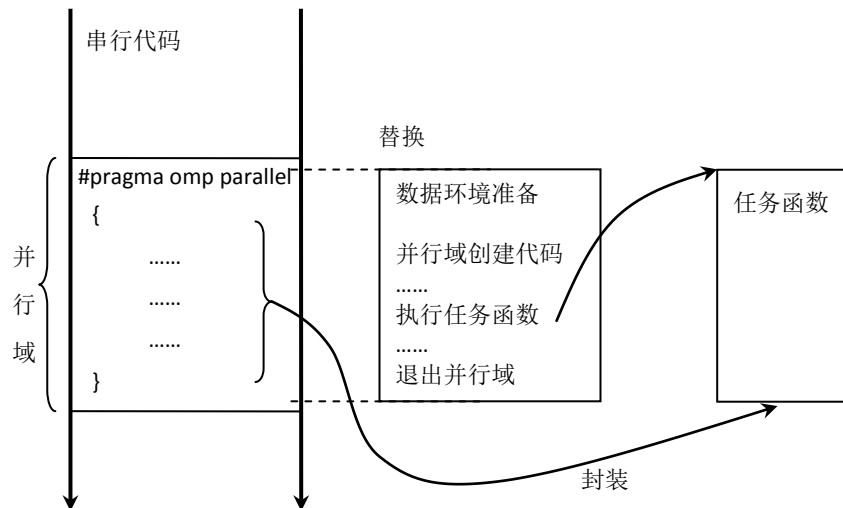 串行代码
替换
#pragma omp parallel
{
……
……
……
}
并行域
数据环境准备
并行域创建代码
……
执行任务函数
……
退出并行域
任务函数
封装